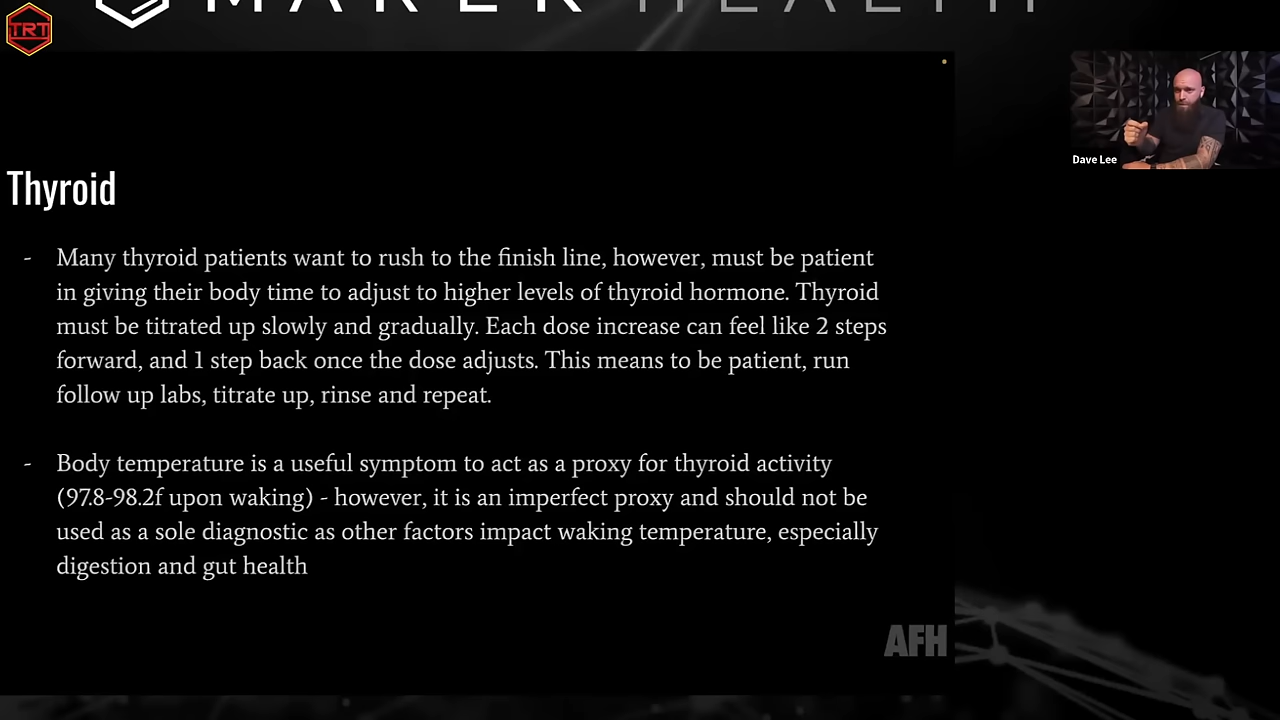 MAREK HEALTH
TRT
Dave Lee
Thyroid
- Many thyroid patients want to rush to the finish line, however, must be patient
in giving their body time to adjust to higher levels of thyroid hormone. Thyroid
must be titrated up slowly and gradually. Each dose increase can feel like 2 steps
forward, and 1 step back once the dose adjusts. This means to be patient, run
follow up labs, titrate up, rinse and repeat.
- Body temperature is a useful symptom to act as a proxy for thyroid activity
(97.8-98.2f upon waking) - however, it is an imperfect proxy and should not be
used as a sole diagnostic as other factors impact waking temperature, especially
digestion and gut health
AFH